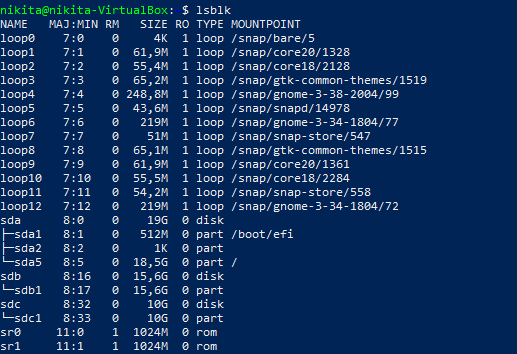 nikita@nikita-VirtualBox:~$ lsblk
NAME   MAJ:MIN RM   SIZE RO TYPE MOUNTPOINT
loop0    7:0    0     4K  1 loop /snap/bare/5
loop1    7:1    0  61,9M  1 loop /snap/core20/1328
loop2    7:2    0  55,4M  1 loop /snap/core18/2128
loop3    7:3    0  65,2M  1 loop /snap/gtk-common-themes/1519
loop4    7:4    0 248,8M  1 loop /snap/gnome-3-38-2004/99
loop5    7:5    0  43,6M  1 loop /snap/snapd/14978
loop6    7:6    0   219M  1 loop /snap/gnome-3-34-1804/77
loop7    7:7    0    51M  1 loop /snap/snap-store/547
loop8    7:8    0  65,1M  1 loop /snap/gtk-common-themes/1515
loop9    7:9    0  61,9M  1 loop /snap/core20/1361
loop10   7:10   0  55,5M  1 loop /snap/core18/2284
loop11   7:11   0  54,2M  1 loop /snap/snap-store/558
loop12   7:12   0   219M  1 loop /snap/gnome-3-34-1804/72
sda      8:0    0    19G  0 disk
├─sda1   8:1    0   512M  0 part /boot/efi
├─sda2   8:2    0     1K  0 part
└─sda5   8:5    0  18,5G  0 part /
sdb      8:16   0  15,6G  0 disk
└─sdb1   8:17   0  15,6G  0 part
sdc      8:32   0    10G  0 disk
└─sdc1   8:33   0    10G  0 part
sr0     11:0    1  1024M  0 rom
sr1     11:1    1  1024M  0 rom